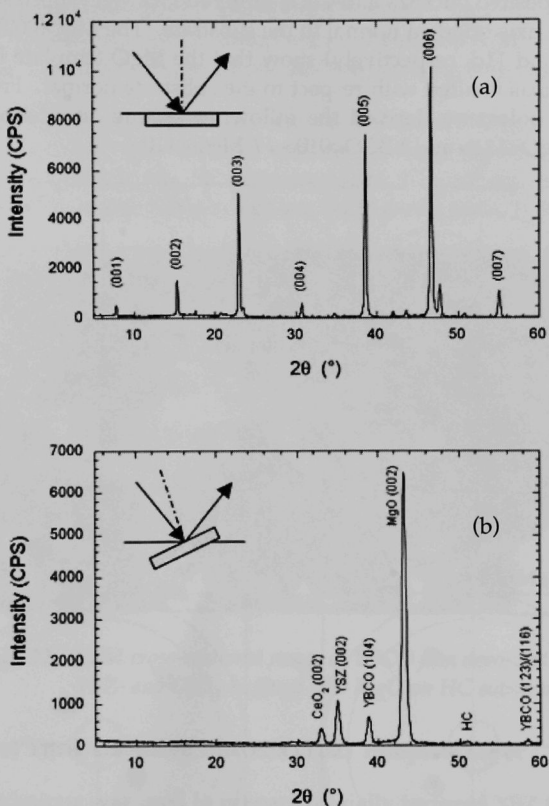 1 2 10⁴
1 10⁴
8000
6000
4000
2000
0
Intensity (CPS)
(a)
(001)
(002)
(003)
(004)
(005)
(006)
(007)
10 20 30 40 50 60
2θ (°)
7000
6000
5000
4000
3000
2000
1000
0
Intensity (CPS)
(b)
CeO₂ (002)
YSZ (002)
YBCO (104)
MgO (002)
HC
YBCO (123)/(116)
10 20 30 40 50 60
2θ (°)